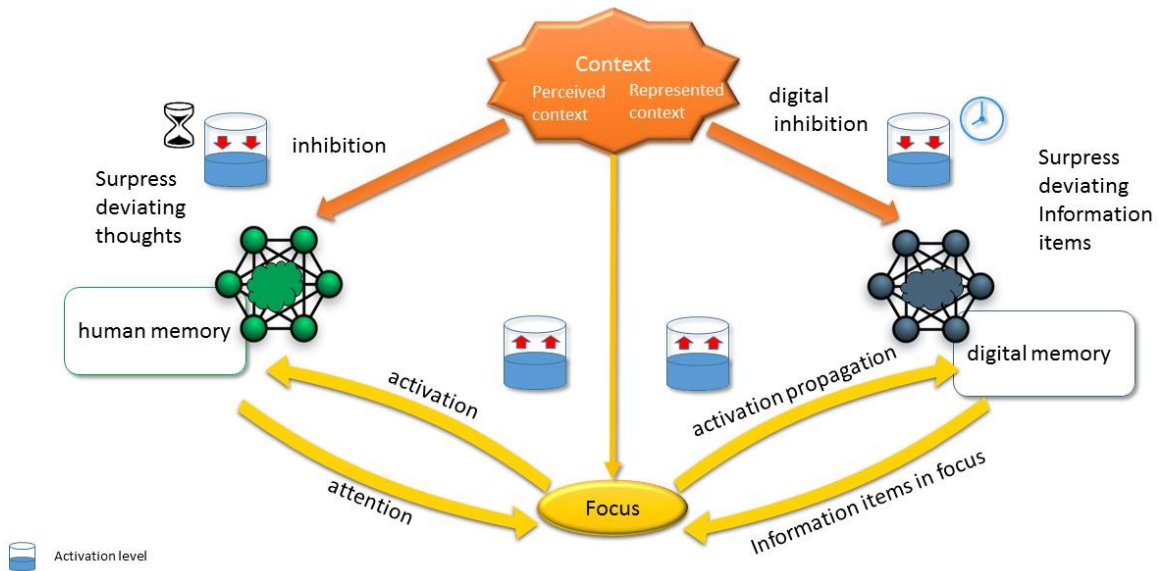 Context
Perceived
context
Represented
context
inhibition
digital
inhibition
Surpress
deviating
thoughts
Surpress
deviating
Information
items
human memory
digital memory
activation
attention
activation propagation
Information items in focus
Focus
Activation level